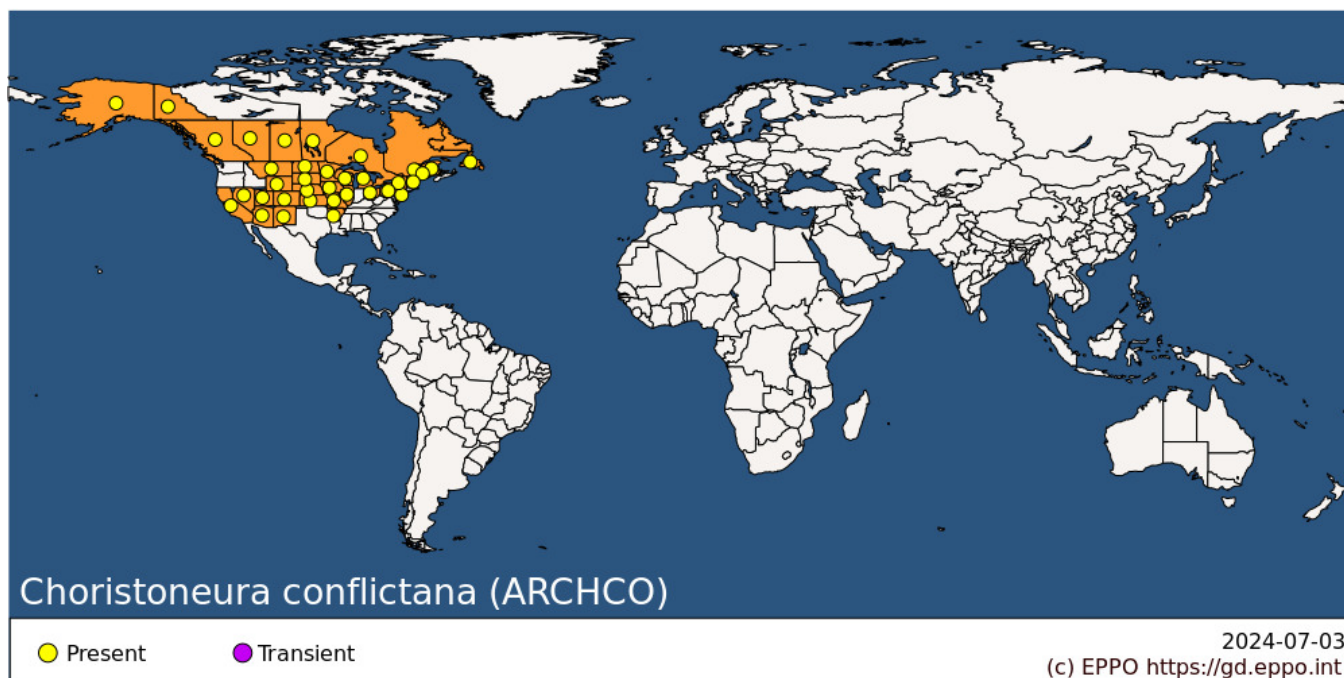 Choristoneura conflictana (ARCHCO)
Present
Transient
2024-07-03
(c) EPPO https://gd.eppo.int